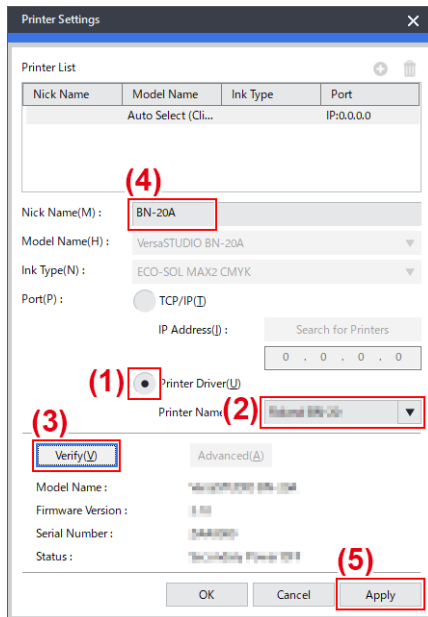 Printer Settings
Printer List
Nick Name Model Name Ink Type Port
Auto Select (Cli... IP:0.0.0.0
(4)
Nick Name(M) : BN-20A
Model Name(H) : VersaSTUDIO BN-20A
Ink Type(N) : ECO-SOL MAX2 CMYK
Port(P) : TCP/IP(T)
IP Address(J) : Search for Printers
0 . 0 . 0 . 0
(1) Printer Driver(U)
Printer Name (2)
(3)
Verify(V) Advanced(A)
Model Name :
Firmware Version :
Serial Number :
Status :
(5)
OK Cancel Apply